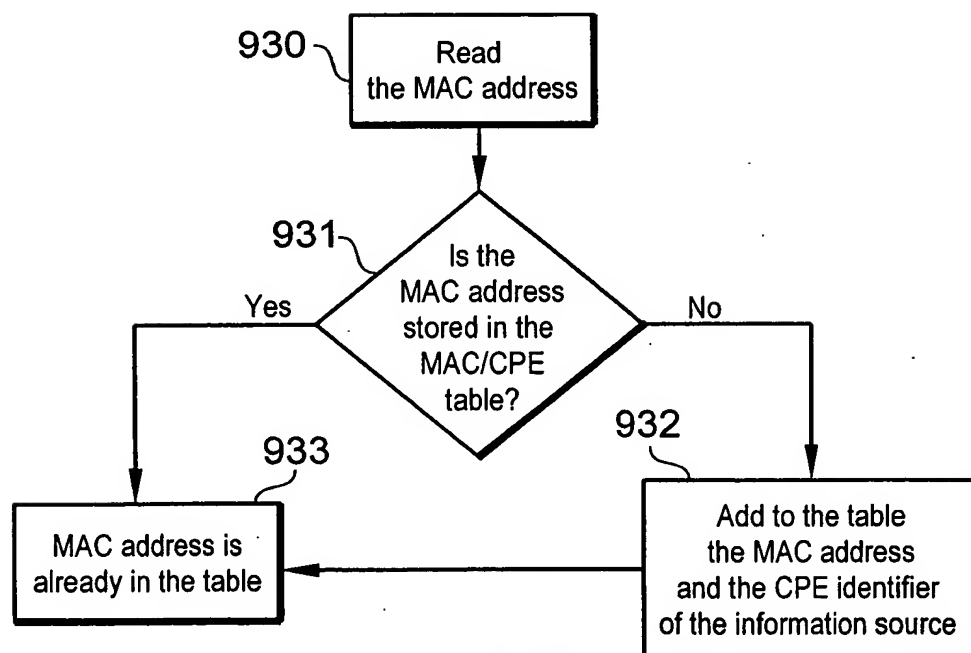 930
Read
the MAC address
931
Is the
MAC address
stored in the
MAC/CPE
table?
Yes
No
933
MAC address is
already in the table
932
Add to the table
the MAC address
and the CPE identifier
of the information source